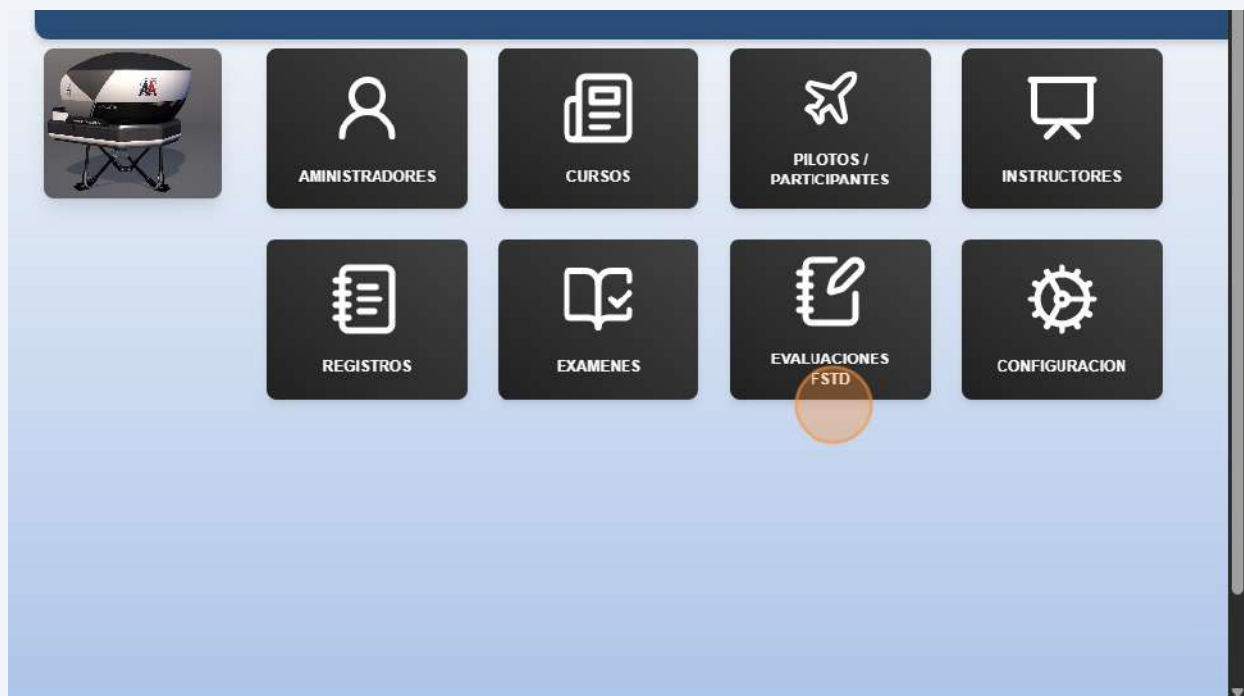 AMINISTRADORES
CURSOS
PILOTOS /
PARTICIPANTES
INSTRUCTORES
REGISTROS
EXAMENES
EVALUACIONES
FSTD
CONFIGURACION